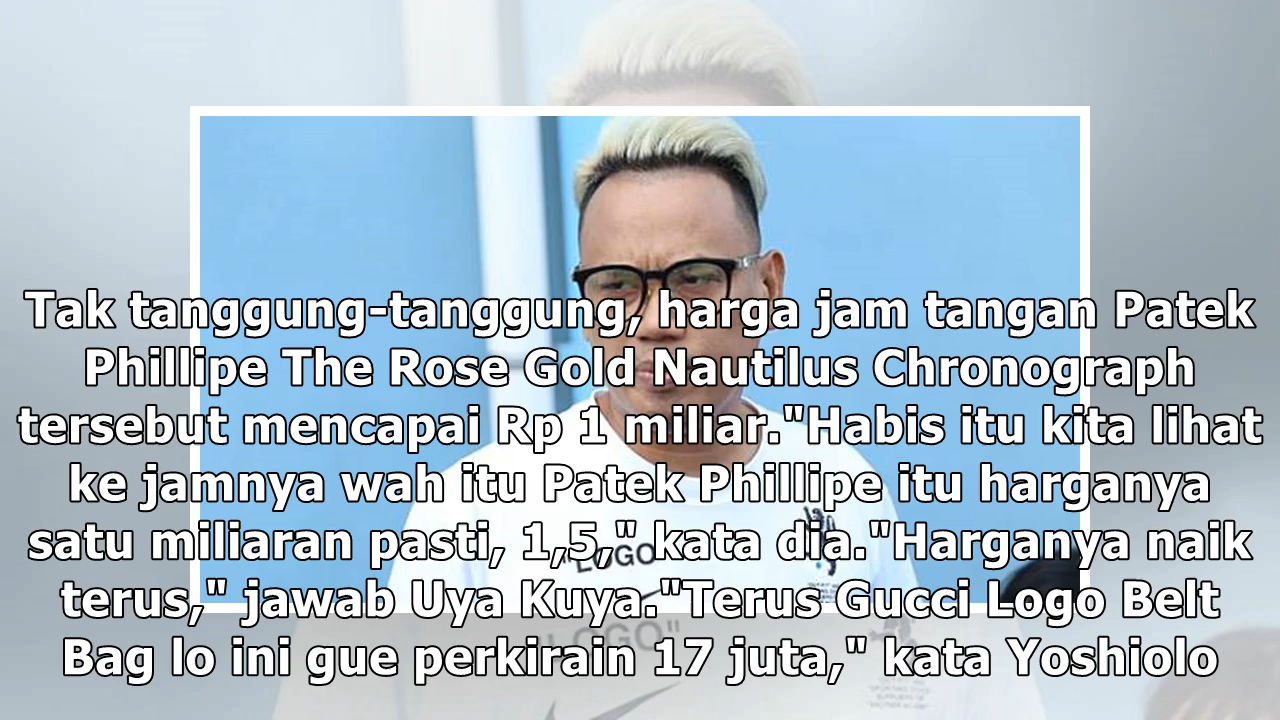 Tak tanggung-tanggung, harga jam tangan Patek
Phillipe The Rose Gold Nautilus Chronograph
tersebut mencapai Rp 1 miliar."Habis itu kita lihat
ke jamnya wah itu Patek Phillipe itu harganya
satu miliaran pasti, 1,5," kata dia."Harganya naik
terus," jawab Uya Kuya."Terus Gucci Logo Belt
Bag lo ini gue perkirain 17 juta," kata Yoshiolo
"LOGO"
"LOGO"